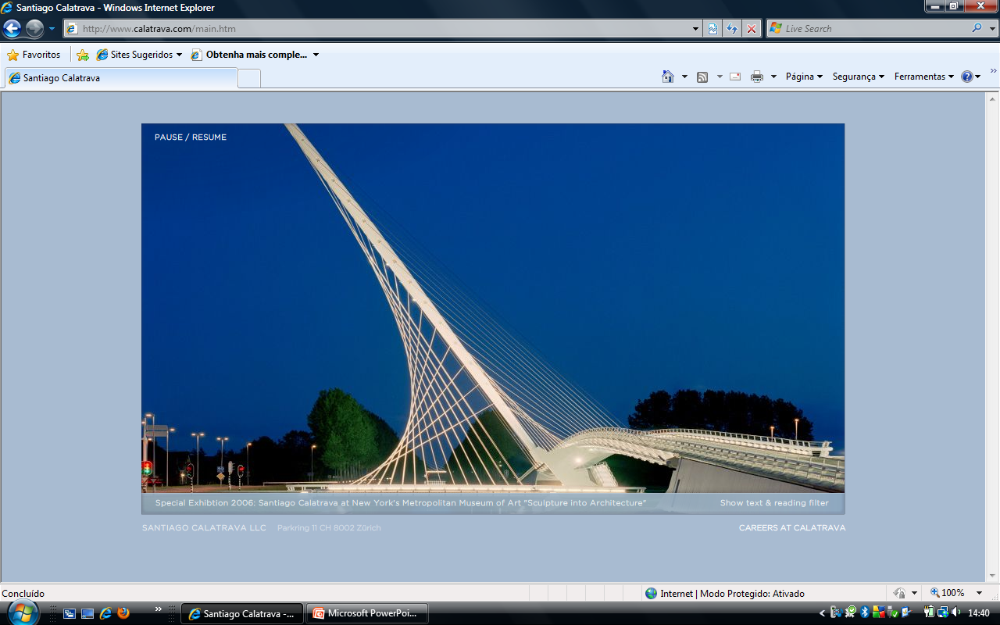 Santiago Calatrava - Windows Internet Explorer
http://www.calatrava.com/main.htm
Live Search
Favoritos
Sites Sugeridos
Obtenha mais comple...
Santiago Calatrava
Página
Segurança
Ferramentas
PAUSE / RESUME
Special Exhibtion 2006: Santiago Calatrava at New York's Metropolitan Museum of Art "Sculpture into Architecture"
Show text & reading filter
SANTIAGO CALATRAVA LLC
Parkring 11 CH 8002 Zürich
CAREERS AT CALATRAVA
Concluído
Internet | Modo Protegido: Ativado
100%
Santiago Calatrava -...
Microsoft PowerPoi...
14:40